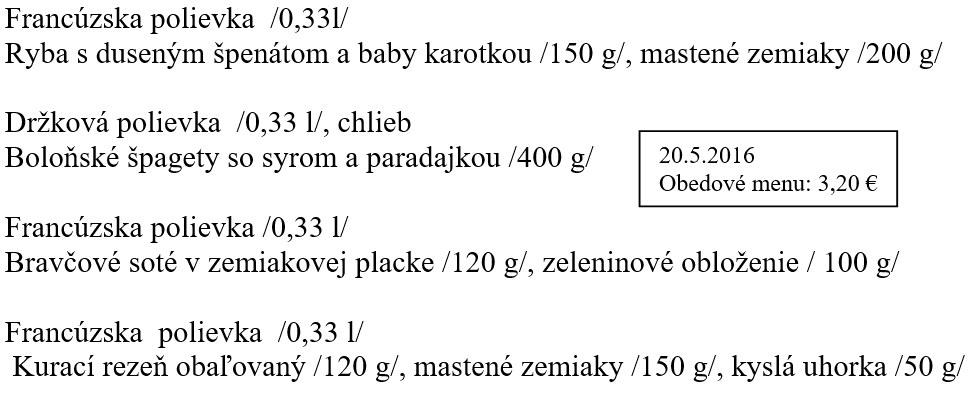 Francúzska polievka  /0,33l/
Ryba s duseným špenátom a baby karotkou /150 g/, mastené zemiaky /200 g/
Držková polievka  /0,33 l/, chlieb
Boloňské špagety so syrom a paradajkou /400 g/
20.5.2016
Obedové menu: 3,20 €
Francúzska polievka /0,33 l/
Bravčové soté v zemiakovej placke /120 g/, zeleninové obloženie / 100 g/
Francúzska  polievka  /0,33 l/
Kurací rezeň obaľovaný /120 g/, mastené zemiaky /150 g/, kyslá uhorka /50 g/